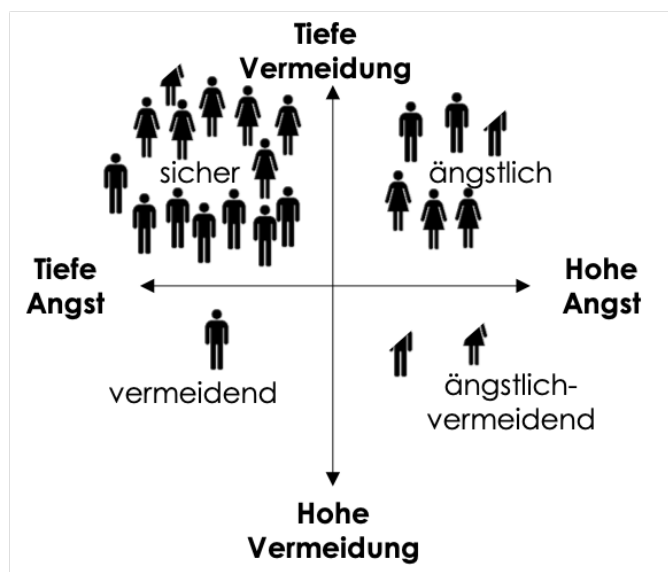 Tiefe
Vermeidung
sicher
ängstlich
Tiefe
Angst
Hohe
Angst
vermeidend
ängstlich-
vermeidend
Hohe
Vermeidung